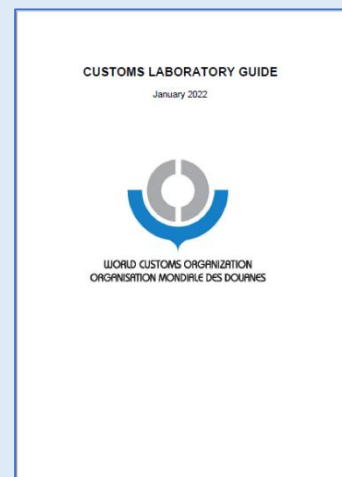 CUSTOMS LABORATORY GUIDE
January 2022
WORLD CUSTOMS ORGANIZATION
ORGANISATION MONDIALE DES DOUANES